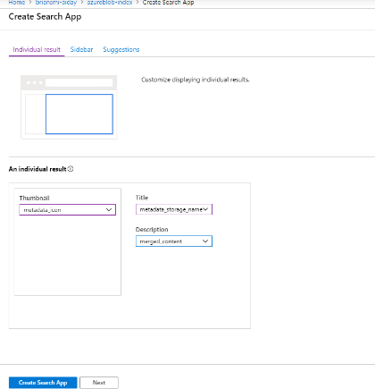 Home > brianami-aiday > azureblob-index > Create Search App
Create Search App
Individual result Sidebar Suggestions
Customize displaying individual results.
An individual result
Thumbnail
metadata_icon
Title
metadata_storage_name
Description
merged_content
Create Search App Next